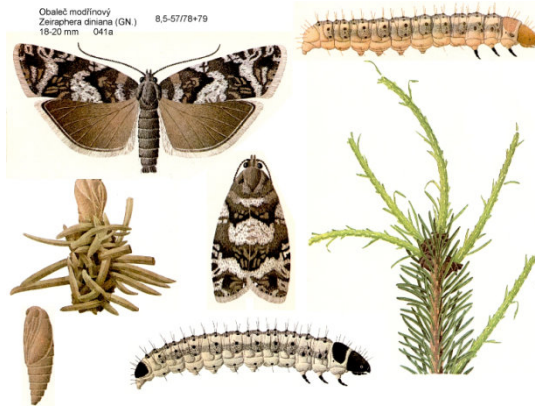 Obaleč modřínový
Zeiraphera diniana (GN.) 8,5-57/78+79
18-20 mm 041a